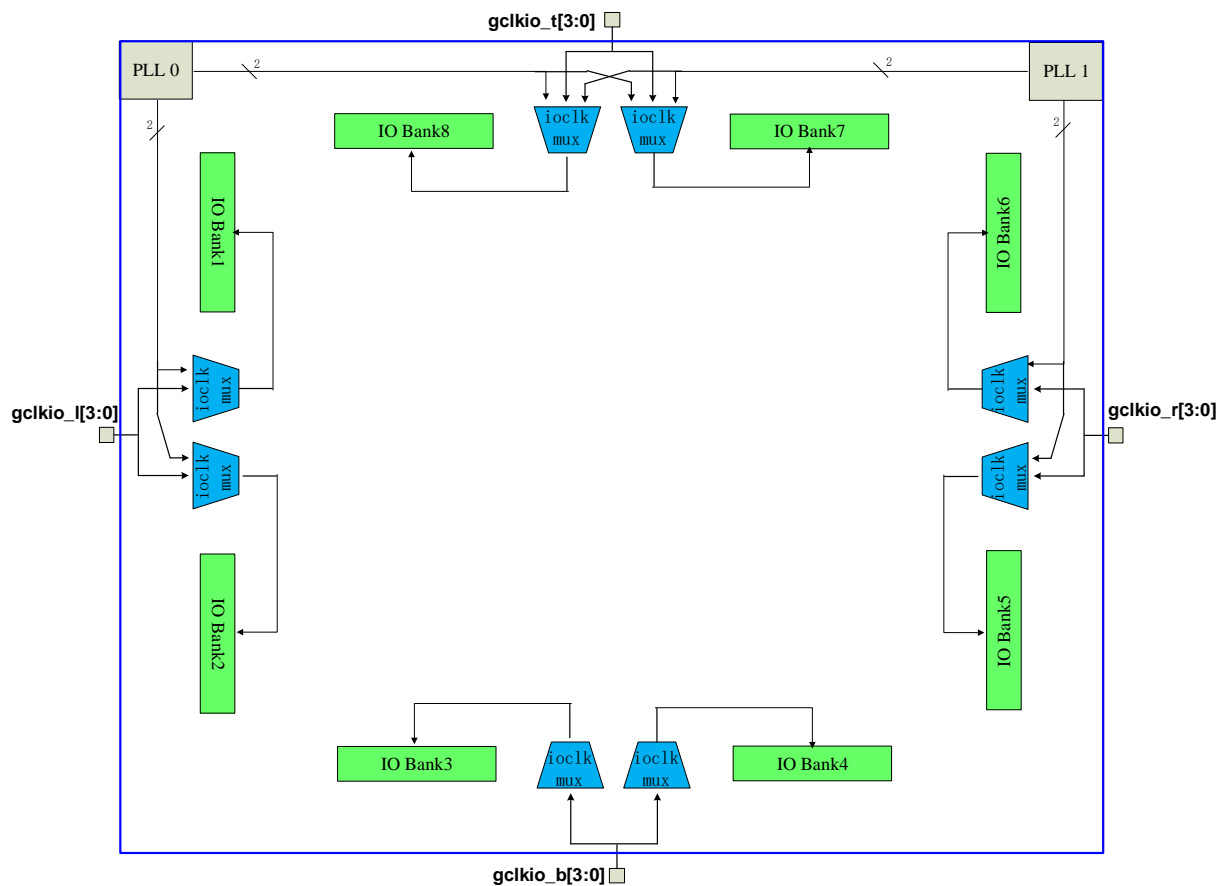 gclkio_t[3:0]
PLL 0
2
2
PLL 1
2
2
IO Bank8
ioclk
mux
ioclk
mux
IO Bank7
IO Bank1
IO Bank6
ioclk
mux
ioclk
mux
gclkio_l[3:0]
gclkio_r[3:0]
ioclk
mux
ioclk
mux
IO Bank2
IO Bank5
IO Bank3
ioclk
mux
ioclk
mux
IO Bank4
gclkio_b[3:0]